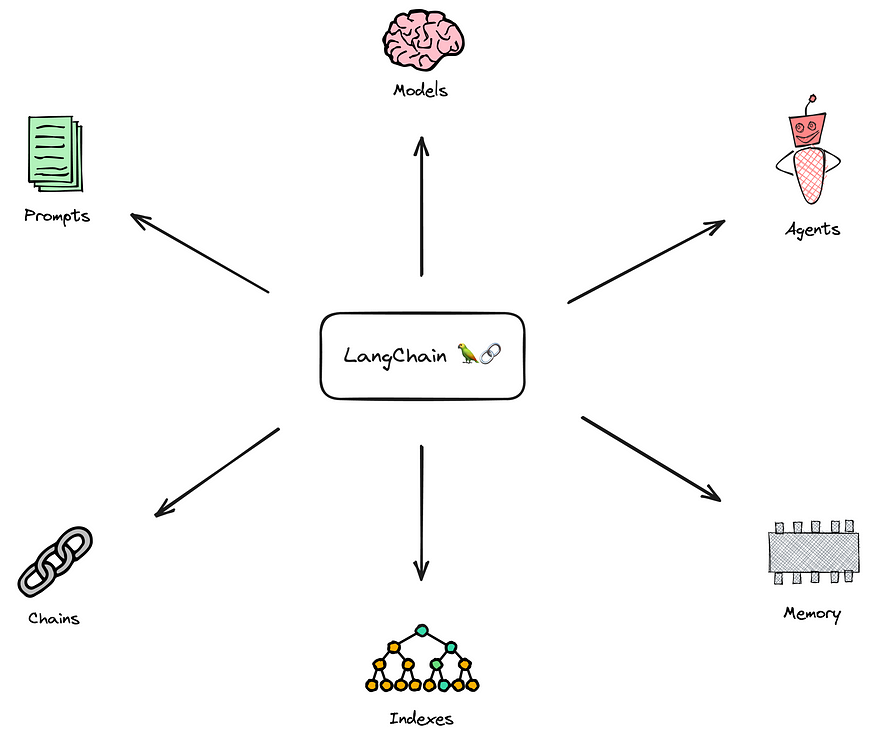 Models
Prompts
Agents
LangChain 🦜🔗
Chains
Memory
Indexes